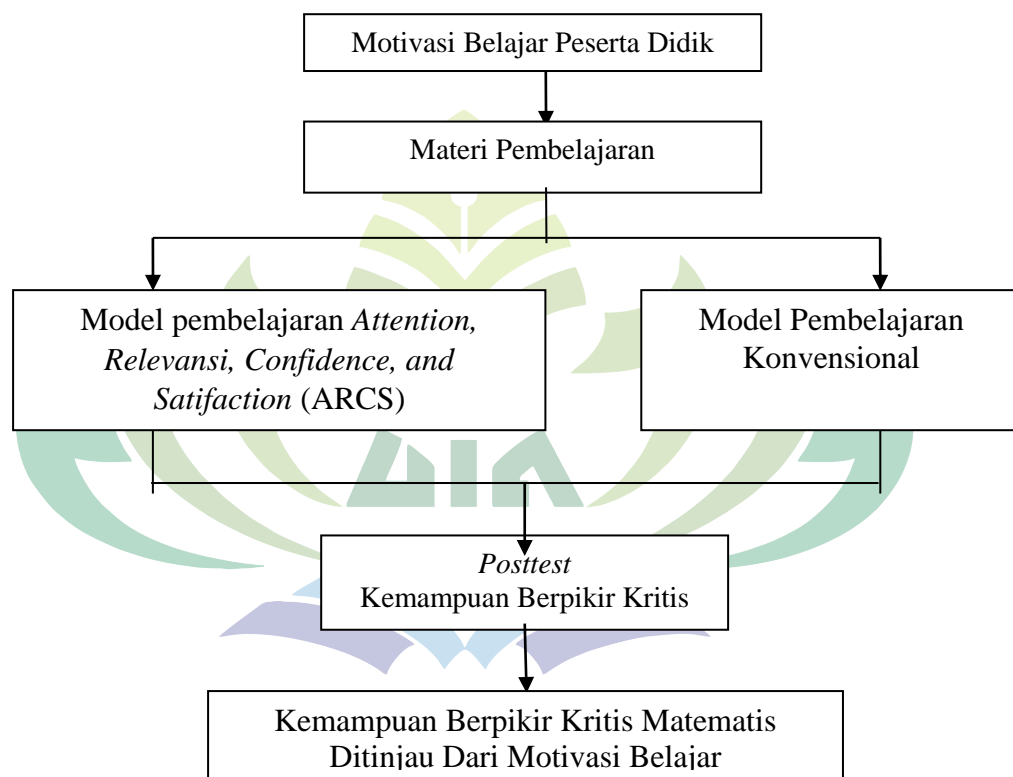 Motivasi Belajar Peserta Didik
Materi Pembelajaran
Model pembelajaran Attention,
Relevansi, Confidence, and
Satifaction (ARCS)
Model Pembelajaran
Konvensional
Posttest
Kemampuan Berpikir Kritis
Kemampuan Berpikir Kritis Matematis
Ditinjau Dari Motivasi Belajar